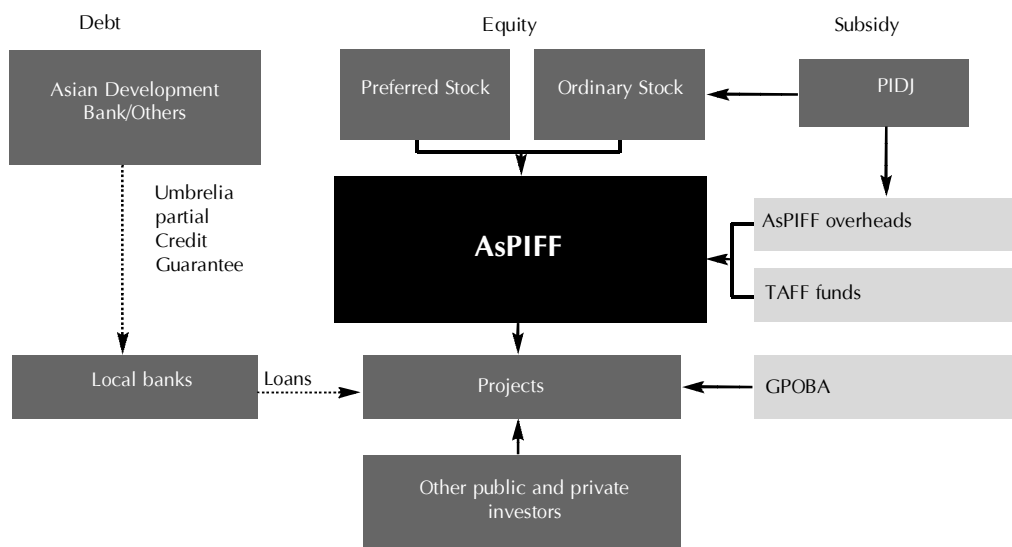 Debt
Equity
Subsidy
Asian Development
Bank/Others
Preferred Stock
Ordinary Stock
PIDJ
Umbrelia
partial
Credit
Guarantee
AsPIFF
AsPIFF overheads
TAFF funds
Local banks
Loans
Projects
GPOBA
Other public and private
investors